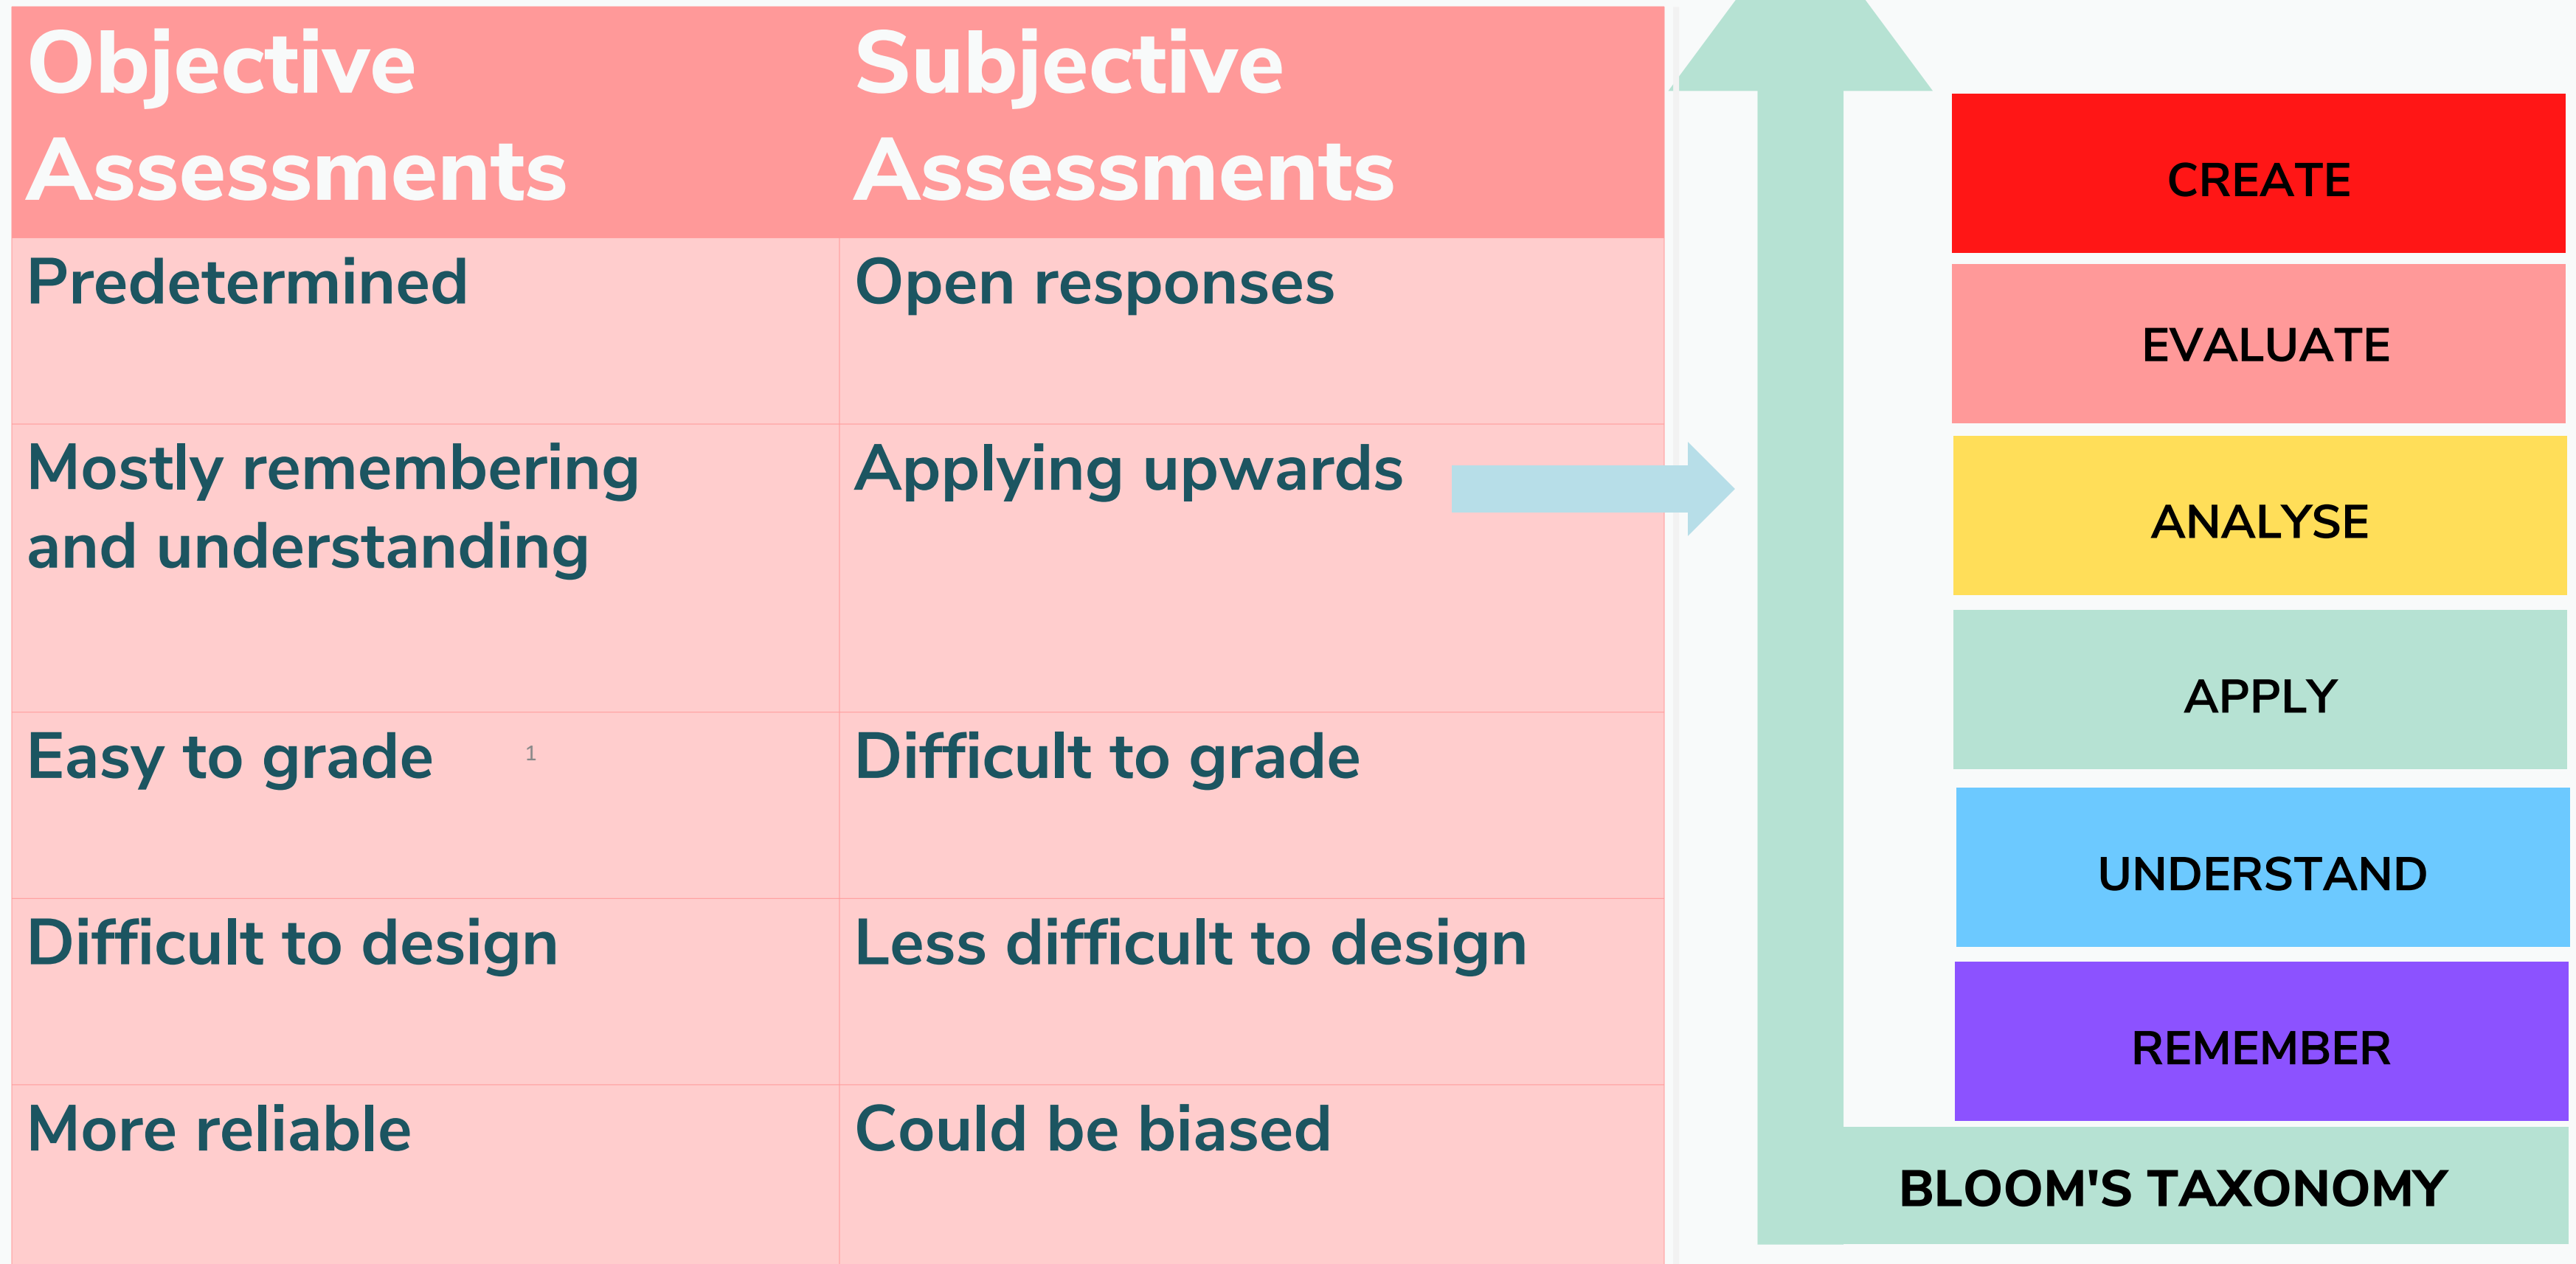 Objective
Assessments
Subjective
Assessments
Predetermined
Open responses
Mostly remembering
and understanding
Applying upwards
Easy to grade
1
Difficult to grade
Difficult to design
Less difficult to design
More reliable
Could be biased
CREATE
EVALUATE
ANALYSE
APPLY
UNDERSTAND
REMEMBER
BLOOM'S TAXONOMY